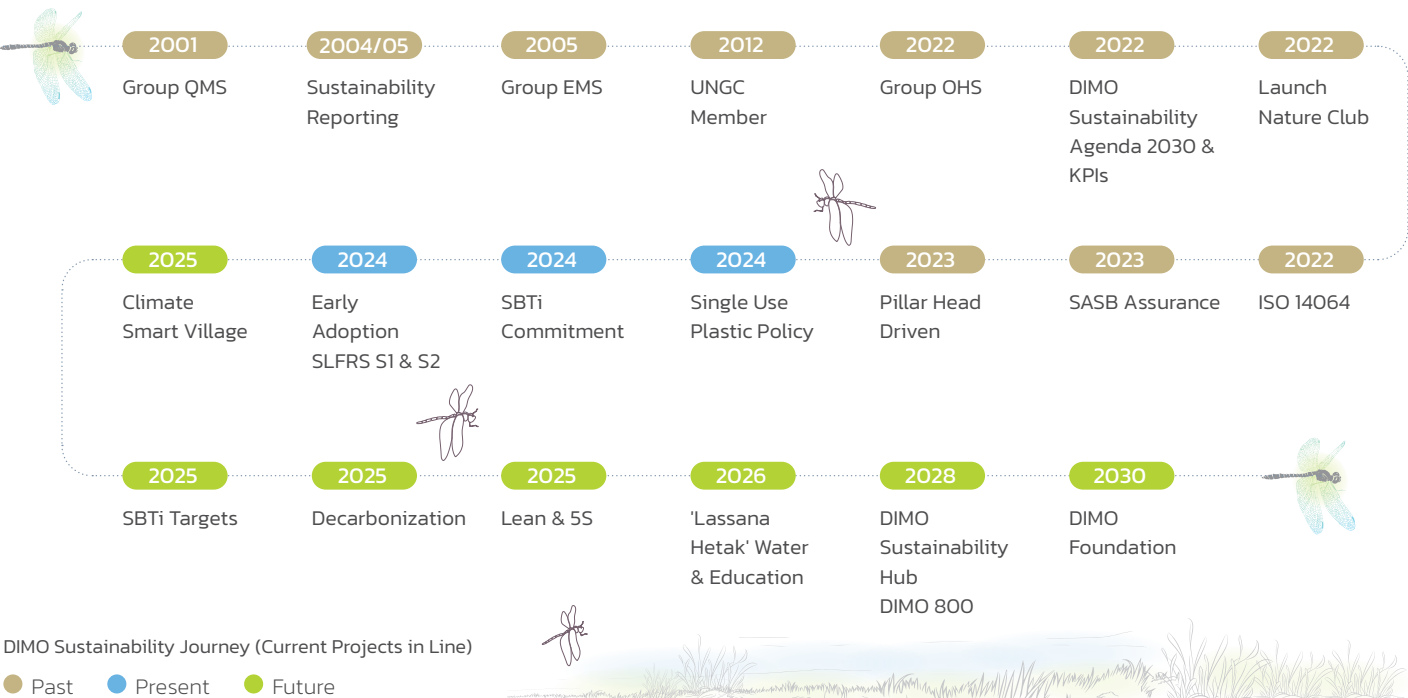 2001
Group QMS
2004/05
Sustainability
Reporting
2005
Group EMS
2012
UNGC
Member
2022
Group OHS
2022
DIMO
Sustainability
Agenda 2030 &
KPIs
2022
Launch
Nature Club
2022
ISO 14064
2023
SASB Assurance
2023
Pillar Head
Driven
2024
Single Use
Plastic Policy
2024
SBTi
Commitment
2024
Early
Adoption
SLFRS S1 & S2
2025
Climate
Smart Village
2025
SBTi Targets
2025
Decarbonization
2025
Lean & 5S
2026
'Lassana
Hetak' Water
& Education
2028
DIMO
Sustainability
Hub
DIMO 800
2030
DIMO
Foundation
DIMO Sustainability Journey (Current Projects in Line)
Past
Present
Future